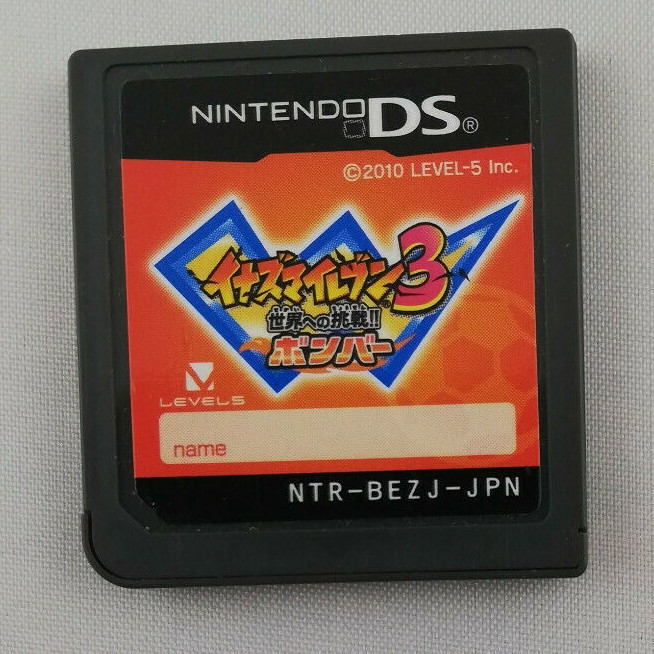 NINTENDO DS®
©2010 LEVEL-5 Inc.
イナズマイレブン3
世界への挑戦!!
ボンバー
LEVEL5
name
NTR-BEZJ-JPN